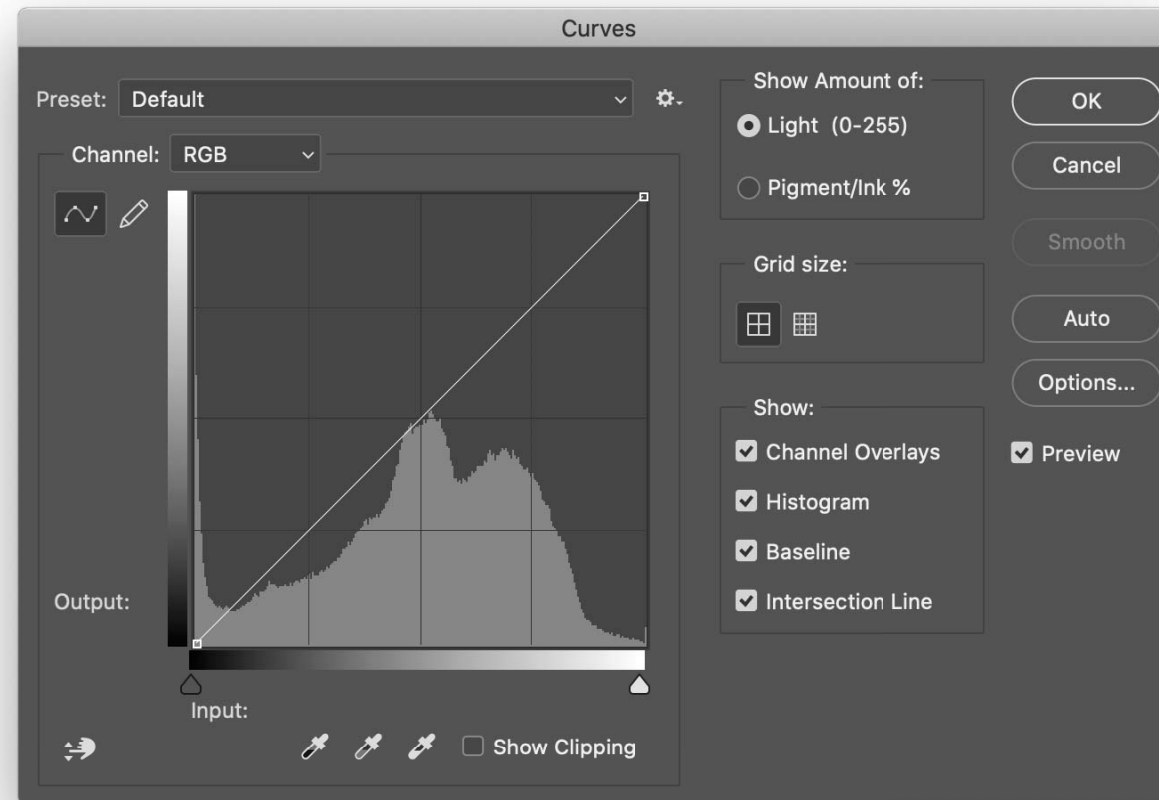 Curves
Preset: Default
Channel: RGB
Output:
Input:
Show Clipping
Show Amount of:
Light (0-255)
Pigment/Ink %
Grid size:
Show:
Channel Overlays
Histogram
Baseline
Intersection Line
OK
Cancel
Smooth
Auto
Options...
Preview